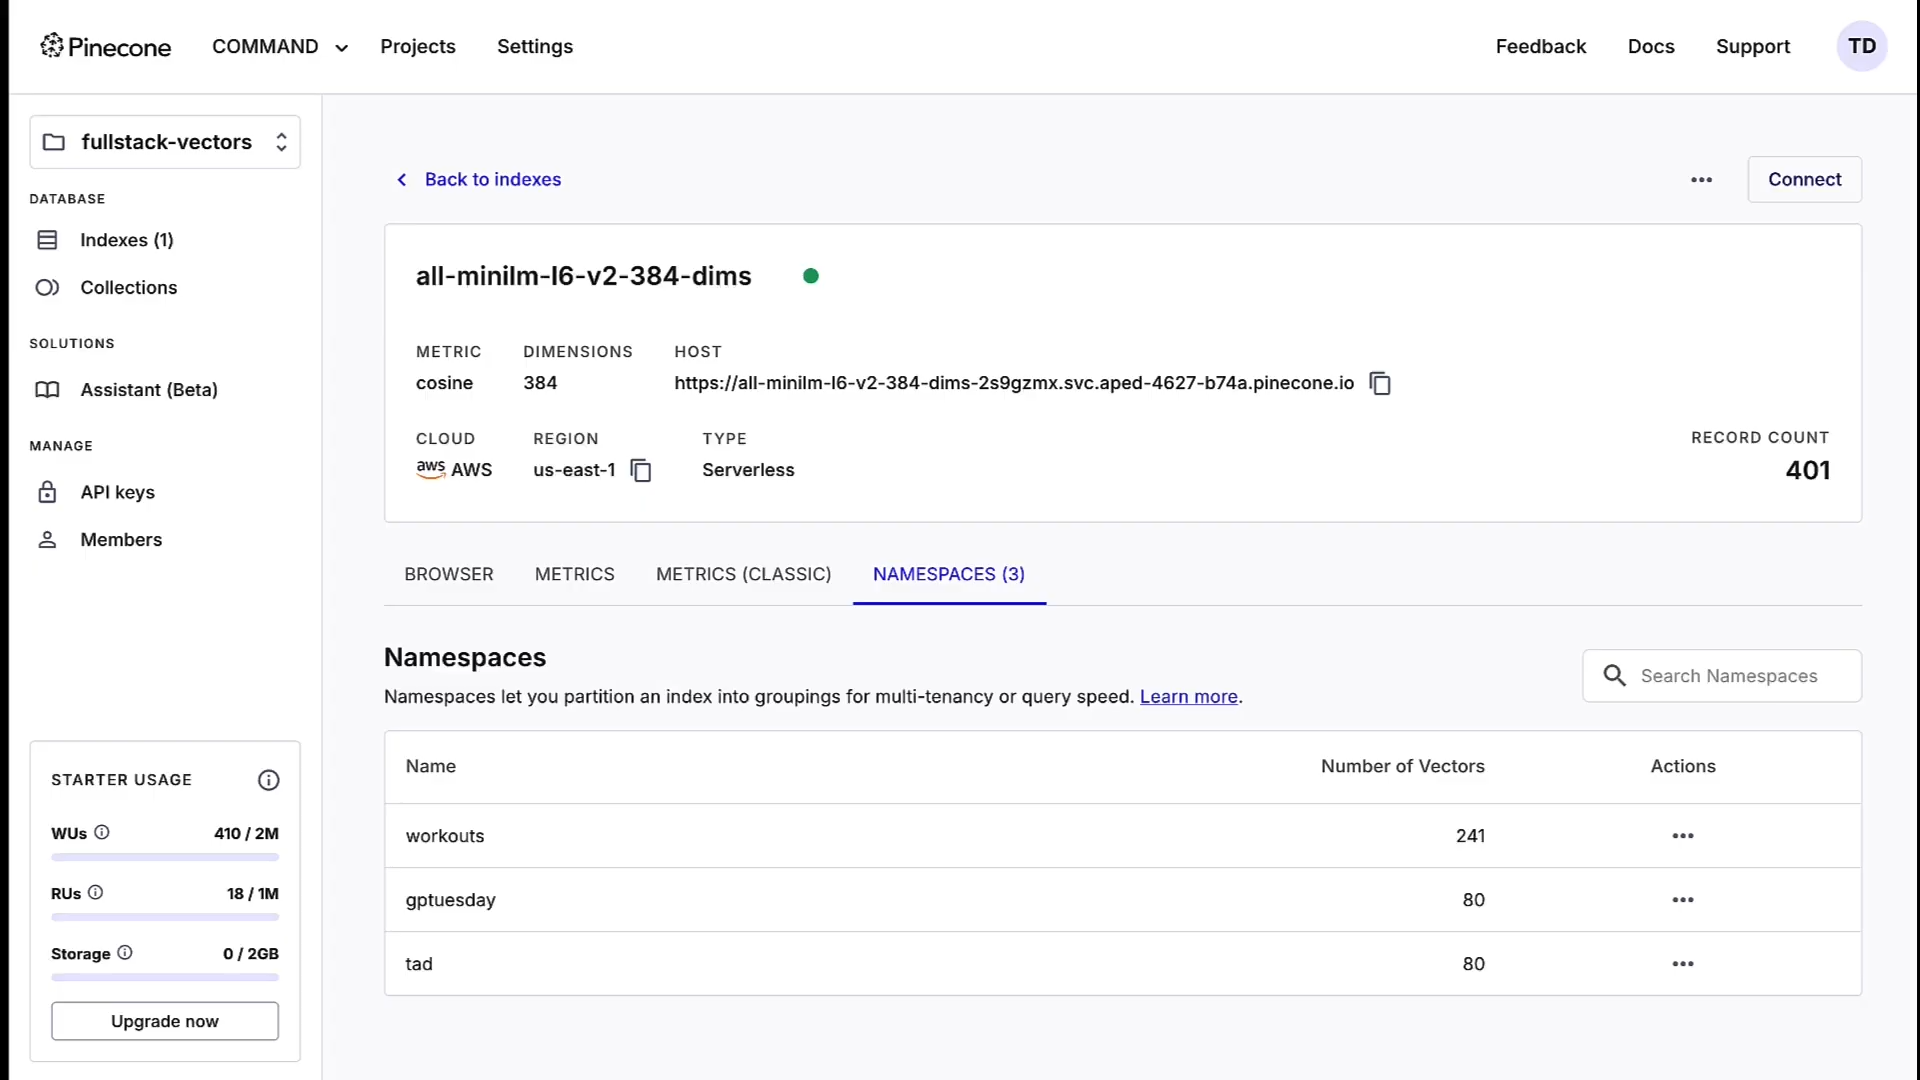 Pinecone COMMAND Projects Settings Feedback Docs Support TD
fullstack-vectors
DATABASE
Indexes (1)
Collections
SOLUTIONS
Assistant (Beta)
MANAGE
API keys
Members
STARTER USAGE
WUs 410 / 2M
RUs 18 / 1M
Storage 0 / 2GB
Upgrade now
Back to indexes
Connect
all-minilm-l6-v2-384-dims
METRIC DIMENSIONS HOST
cosine 384 https://all-minilm-l6-v2-384-dims-2s9gzmx.svc.aped-4627-b74a.pinecone.io
CLOUD REGION TYPE RECORD COUNT
aws AWS us-east-1 Serverless 401
BROWSER METRICS METRICS (CLASSIC) NAMESPACES (3)
Namespaces
Namespaces let you partition an index into groupings for multi-tenancy or query speed. Learn more.
Search Namespaces
Name Number of Vectors Actions
workouts 241
gptuesday 80
tad 80